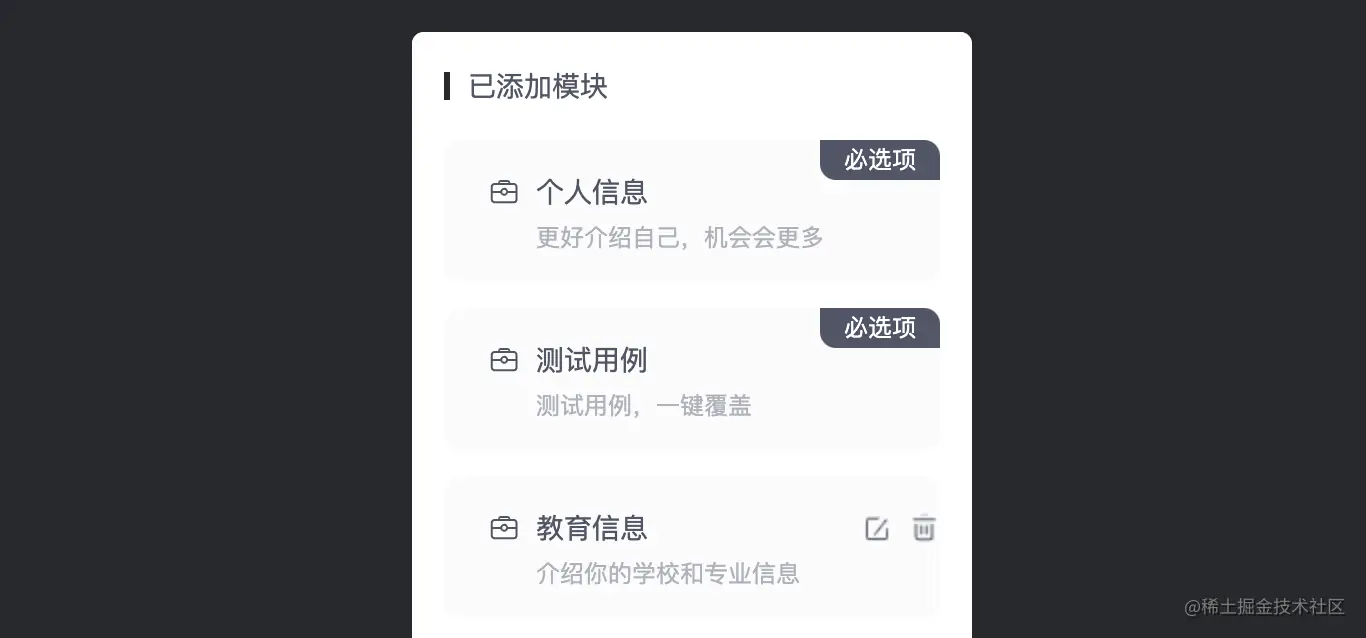 已添加模块
必选项
个人信息
更好介绍自己，机会会更多
必选项
测试用例
测试用例，一键覆盖
教育信息
介绍你的学校和专业信息
@稀土掘金技术社区